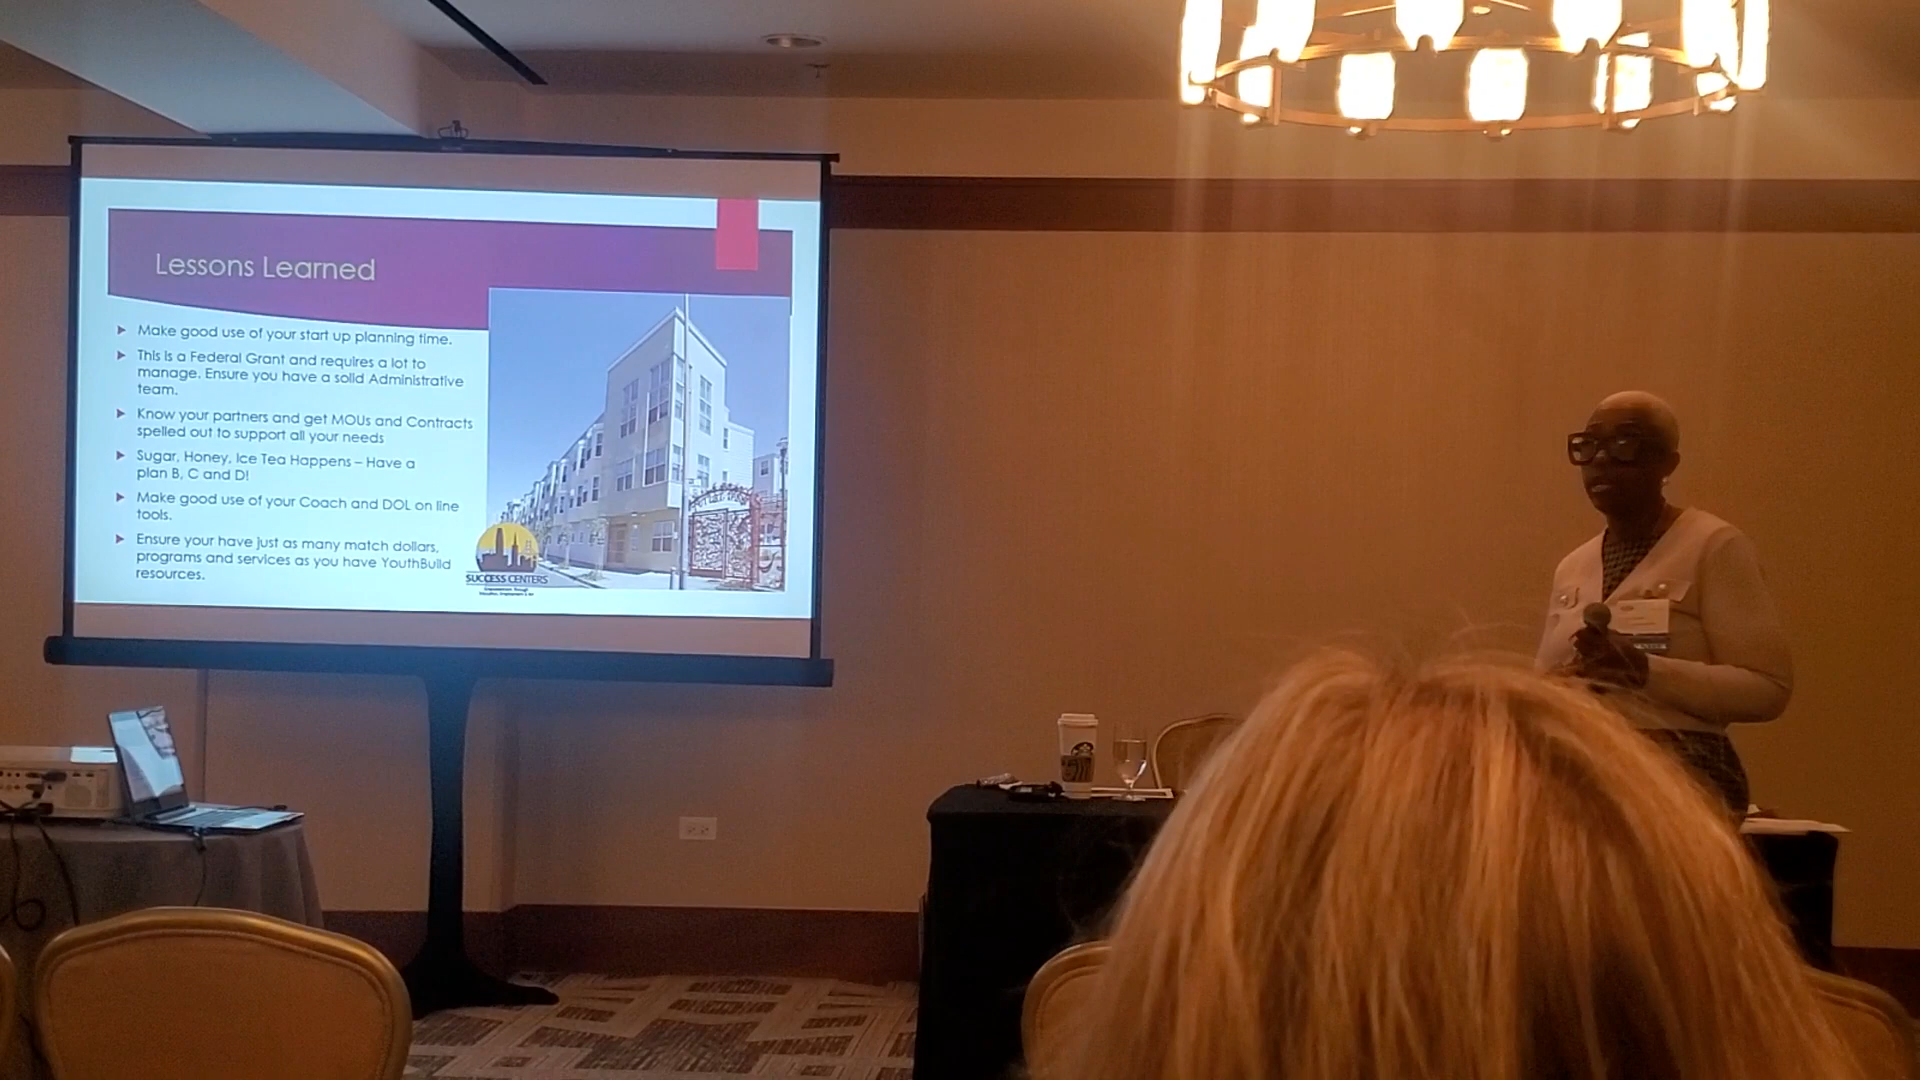 Lessons Learned
Make good use of your start up planning time.
This is a Federal Grant and requires a lot to
manage. Ensure you have a solid Administrative
team.
Know your partners and get MOUs and Contracts
spelled out to support all your needs
Sugar, Honey, Ice Tea Happens – Have a
plan B, C and D!
Make good use of your Coach and DOL on line
tools.
Ensure your have just as many match dollars,
programs and services as you have YouthBuild
resources.
SUCCESS CENTERS